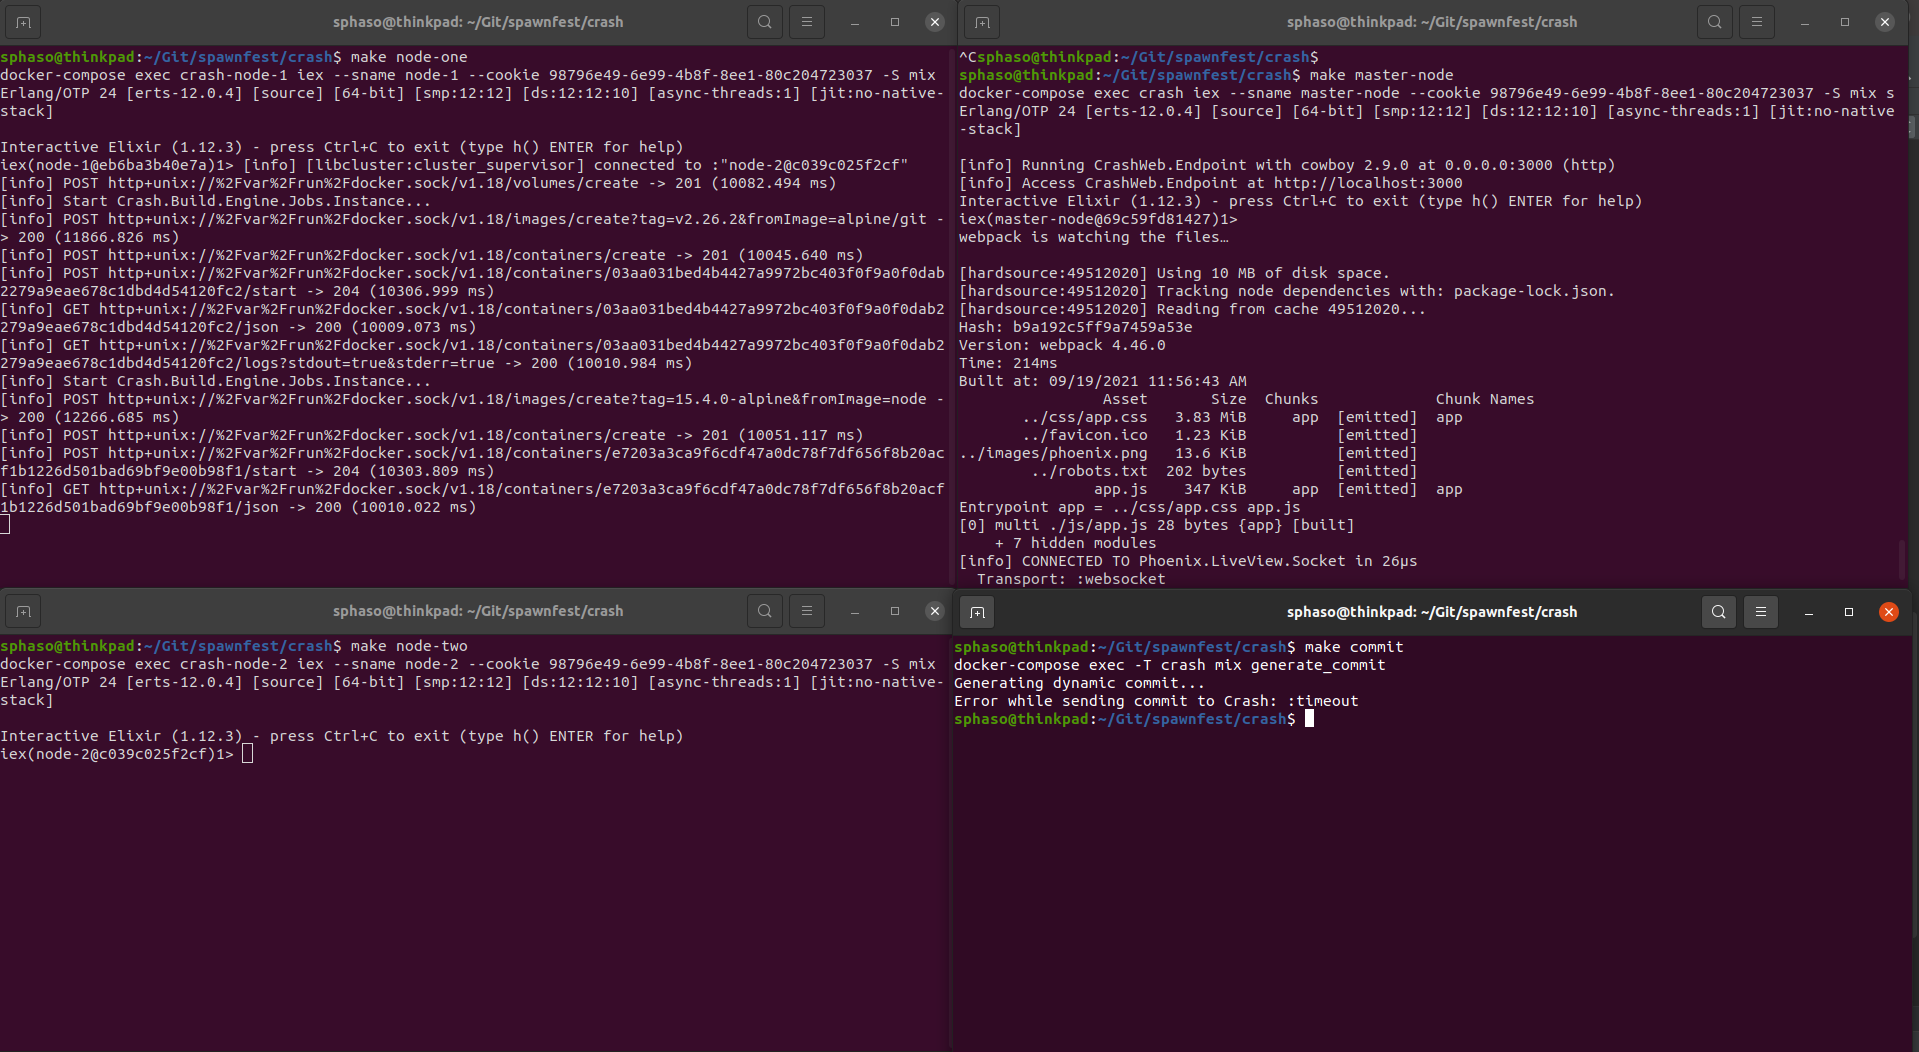 sphaso@thinkpad: ~/Git/spawnfest/crash
sphaso@thinkpad:~/Git/spawnfest/crash$ make node-one
docker-compose exec crash-node-1 iex --sname node-1 --cookie 98796e49-6e99-4b8f-8ee1-80c204723037 -S mix
Erlang/OTP 24 [erts-12.0.4] [source] [64-bit] [smp:12:12] [ds:12:12:10] [async-threads:1] [jit:no-native-
stack]
Interactive Elixir (1.12.3) - press Ctrl+C to exit (type h() ENTER for help)
iex(node-1@eb6ba3b40e7a)1> [info] [libcluster:cluster_supervisor] connected to :"node-2@c039c025f2cf"
[info] POST http+unix://%2Fvar%2Frun%2Fdocker.sock/v1.18/volumes/create -> 201 (10082.494 ms)
[info] Start Crash.Build.Engine.Jobs.Instance...
[info] POST http+unix://%2Fvar%2Frun%2Fdocker.sock/v1.18/images/create?tag=v2.26.2&fromImage=alpine/git -
> 200 (11866.826 ms)
[info] POST http+unix://%2Fvar%2Frun%2Fdocker.sock/v1.18/containers/create -> 201 (10045.640 ms)
[info] POST http+unix://%2Fvar%2Frun%2Fdocker.sock/v1.18/containers/03aa031bed4b4427a9972bc403f0f9a0f0dab
2279a9eae678c1dbd4d54120fc2/start -> 204 (10306.999 ms)
[info] GET http+unix://%2Fvar%2Frun%2Fdocker.sock/v1.18/containers/03aa031bed4b4427a9972bc403f0f9a0f0dab2
279a9eae678c1dbd4d54120fc2/json -> 200 (10009.073 ms)
[info] GET http+unix://%2Fvar%2Frun%2Fdocker.sock/v1.18/containers/03aa031bed4b4427a9972bc403f0f9a0f0dab2
279a9eae678c1dbd4d54120fc2/logs?stdout=true&stderr=true -> 200 (10010.984 ms)
[info] Start Crash.Build.Engine.Jobs.Instance...
[info] POST http+unix://%2Fvar%2Frun%2Fdocker.sock/v1.18/images/create?tag=15.4.0-alpine&fromImage=node -
> 200 (12266.685 ms)
[info] POST http+unix://%2Fvar%2Frun%2Fdocker.sock/v1.18/containers/create -> 201 (10051.117 ms)
[info] POST http+unix://%2Fvar%2Frun%2Fdocker.sock/v1.18/containers/e7203a3ca9f6cdf47a0dc78f7df656f8b20ac
f1b1226d501bad69bf9e00b98f1/start -> 204 (10303.809 ms)
[info] GET http+unix://%2Fvar%2Frun%2Fdocker.sock/v1.18/containers/e7203a3ca9f6cdf47a0dc78f7df656f8b20acf
1b1226d501bad69bf9e00b98f1/json -> 200 (10010.022 ms)
sphaso@thinkpad: ~/Git/spawnfest/crash
^Csphaso@thinkpad:~/Git/spawnfest/crash$
sphaso@thinkpad:~/Git/spawnfest/crash$ make master-node
docker-compose exec crash iex --sname master-node --cookie 98796e49-6e99-4b8f-8ee1-80c204723037 -S mix s
Erlang/OTP 24 [erts-12.0.4] [source] [64-bit] [smp:12:12] [ds:12:12:10] [async-threads:1] [jit:no-native
-stack]
[info] Running CrashWeb.Endpoint with cowboy 2.9.0 at 0.0.0.0:3000 (http)
[info] Access CrashWeb.Endpoint at http://localhost:3000
Interactive Elixir (1.12.3) - press Ctrl+C to exit (type h() ENTER for help)
iex(master-node@69c59fd81427)1>
webpack is watching the files…
[hardsource:49512020] Using 10 MB of disk space.
[hardsource:49512020] Tracking node dependencies with: package-lock.json.
[hardsource:49512020] Reading from cache 49512020...
Hash: b9a192c5ff9a7459a53e
Version: webpack 4.46.0
Time: 214ms
Built at: 09/19/2021 11:56:43 AM
Asset Size Chunks Chunk Names
../css/app.css 3.83 MiB app [emitted] app
../favicon.ico 1.23 KiB [emitted]
../images/phoenix.png 13.6 KiB [emitted]
../robots.txt 202 bytes [emitted]
app.js 347 KiB app [emitted] app
Entrypoint app = ../css/app.css app.js
[0] multi ./js/app.js 28 bytes {app} [built]
+ 7 hidden modules
[info] CONNECTED TO Phoenix.LiveView.Socket in 26µs
Transport: :websocket
sphaso@thinkpad: ~/Git/spawnfest/crash
sphaso@thinkpad:~/Git/spawnfest/crash$ make node-two
docker-compose exec crash-node-2 iex --sname node-2 --cookie 98796e49-6e99-4b8f-8ee1-80c204723037 -S mix
Erlang/OTP 24 [erts-12.0.4] [source] [64-bit] [smp:12:12] [ds:12:12:10] [async-threads:1] [jit:no-native-
stack]
Interactive Elixir (1.12.3) - press Ctrl+C to exit (type h() ENTER for help)
iex(node-2@c039c025f2cf)1>
sphaso@thinkpad: ~/Git/spawnfest/crash
sphaso@thinkpad:~/Git/spawnfest/crash$ make commit
docker-compose exec -T crash mix generate_commit
Generating dynamic commit...
Error while sending commit to Crash: :timeout
sphaso@thinkpad:~/Git/spawnfest/crash$